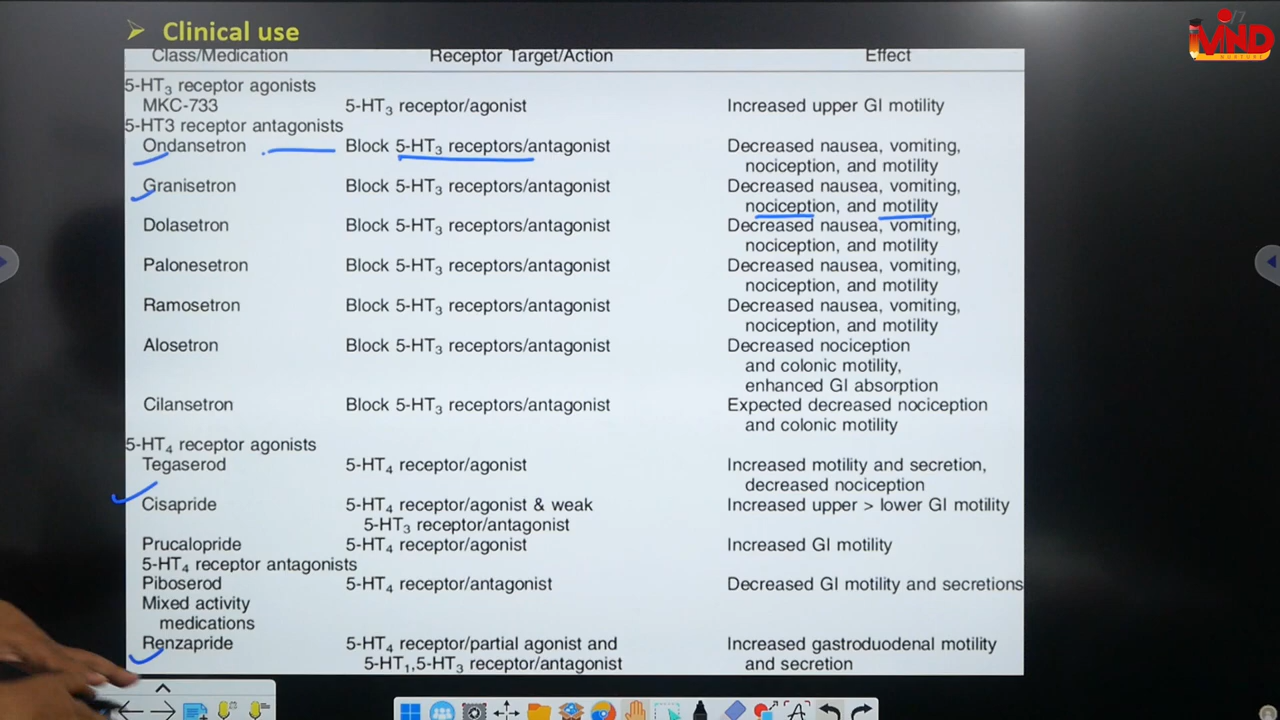 ➢ Clinical use
Class/Medication Receptor Target/Action Effect
5-HT₃ receptor agonists
MKC-733 5-HT₃ receptor/agonist Increased upper GI motility
5-HT3 receptor antagonists
Ondansetron Block 5-HT₃ receptors/antagonist Decreased nausea, vomiting,
nociception, and motility
Granisetron Block 5-HT₃ receptors/antagonist Decreased nausea, vomiting,
nociception, and motility
Dolasetron Block 5-HT₃ receptors/antagonist Decreased nausea, vomiting,
nociception, and motility
Palonesetron Block 5-HT₃ receptors/antagonist Decreased nausea, vomiting,
nociception, and motility
Ramosetron Block 5-HT₃ receptors/antagonist Decreased nausea, vomiting,
nociception, and motility
Alosetron Block 5-HT₃ receptors/antagonist Decreased nociception
and colonic motility,
enhanced GI absorption
Cilansetron Block 5-HT₃ receptors/antagonist Expected decreased nociception
and colonic motility
5-HT₄ receptor agonists
Tegaserod 5-HT₄ receptor/agonist Increased motility and secretion,
decreased nociception
Cisapride 5-HT₄ receptor/agonist & weak Increased upper > lower GI motility
5-HT₃ receptor/antagonist
Prucalopride 5-HT₄ receptor/agonist Increased GI motility
5-HT₄ receptor antagonists
Piboserod 5-HT₄ receptor/antagonist Decreased GI motility and secretions
Mixed activity
medications
Renzapride 5-HT₄ receptor/partial agonist and Increased gastroduodenal motility
5-HT₁,5-HT₃ receptor/antagonist and secretion